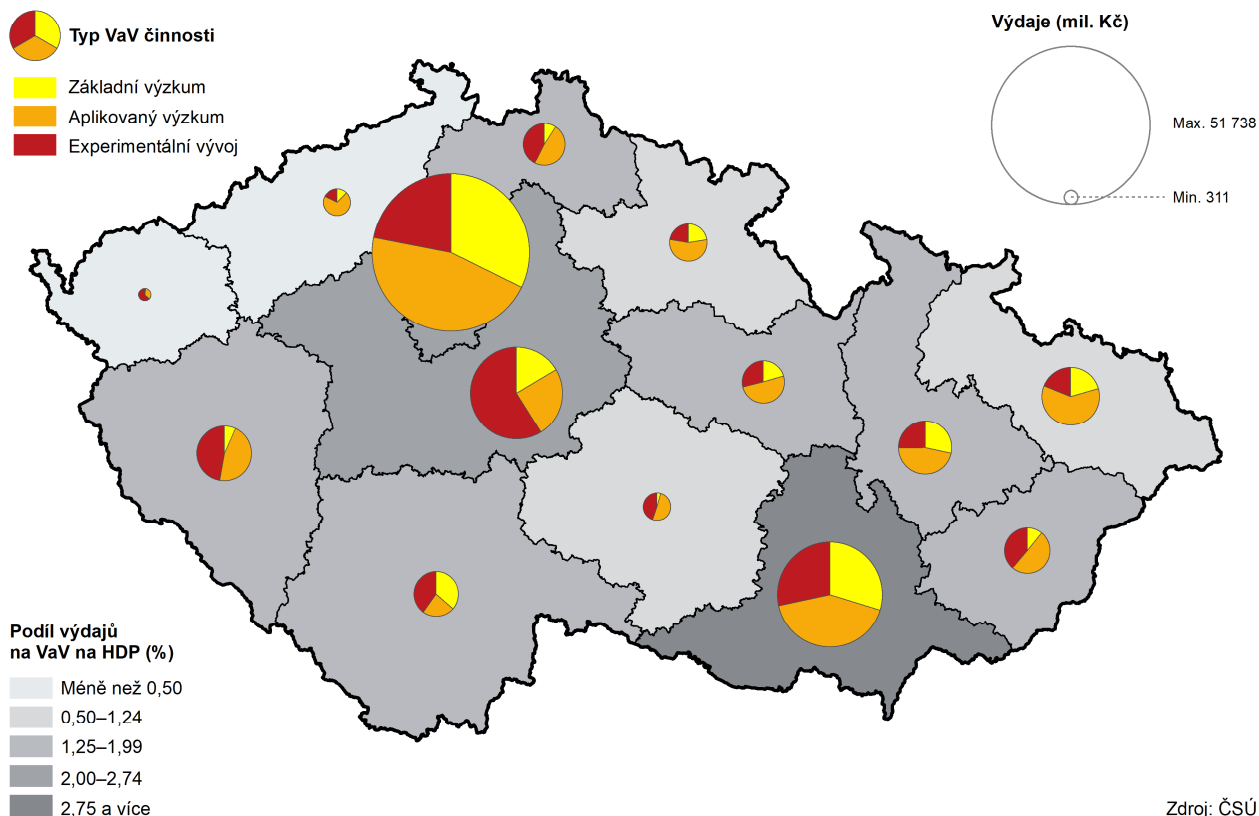 Typ VaV činnosti
Základní výzkum
Aplikovaný výzkum
Experimentální vývoj
Výdaje (mil. Kč)
Max. 51 738
Min. 311
Podíl výdajů
na VaV na HDP (%)
Méně než 0,50
0,50–1,24
1,25–1,99
2,00–2,74
2,75 a více
Zdroj: ČSÚ